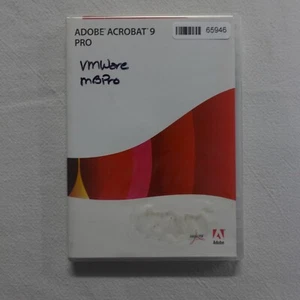 ADOBE ACROBAT® 9
PRO
65946
VMWare
MBPro
Adobe